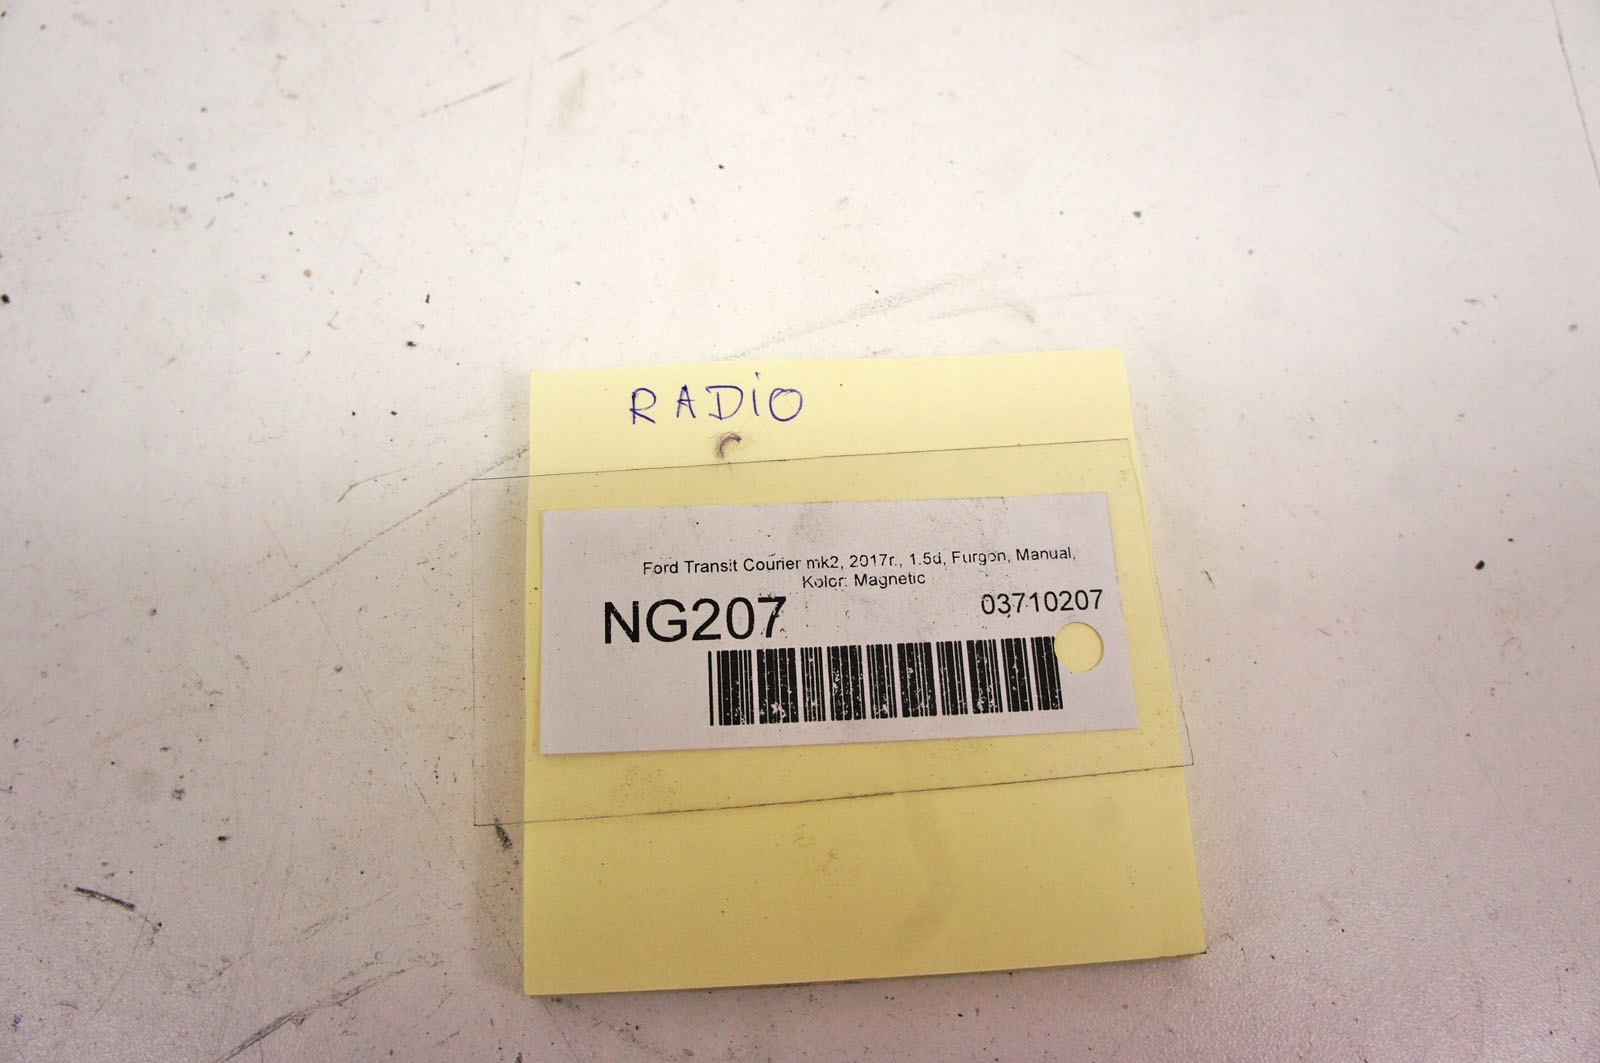 RADiO
Ford Transit Courier mk2, 2017r., 1.5d, Furgon, Manual,
Kolor: Magnetic
NG207
03710207